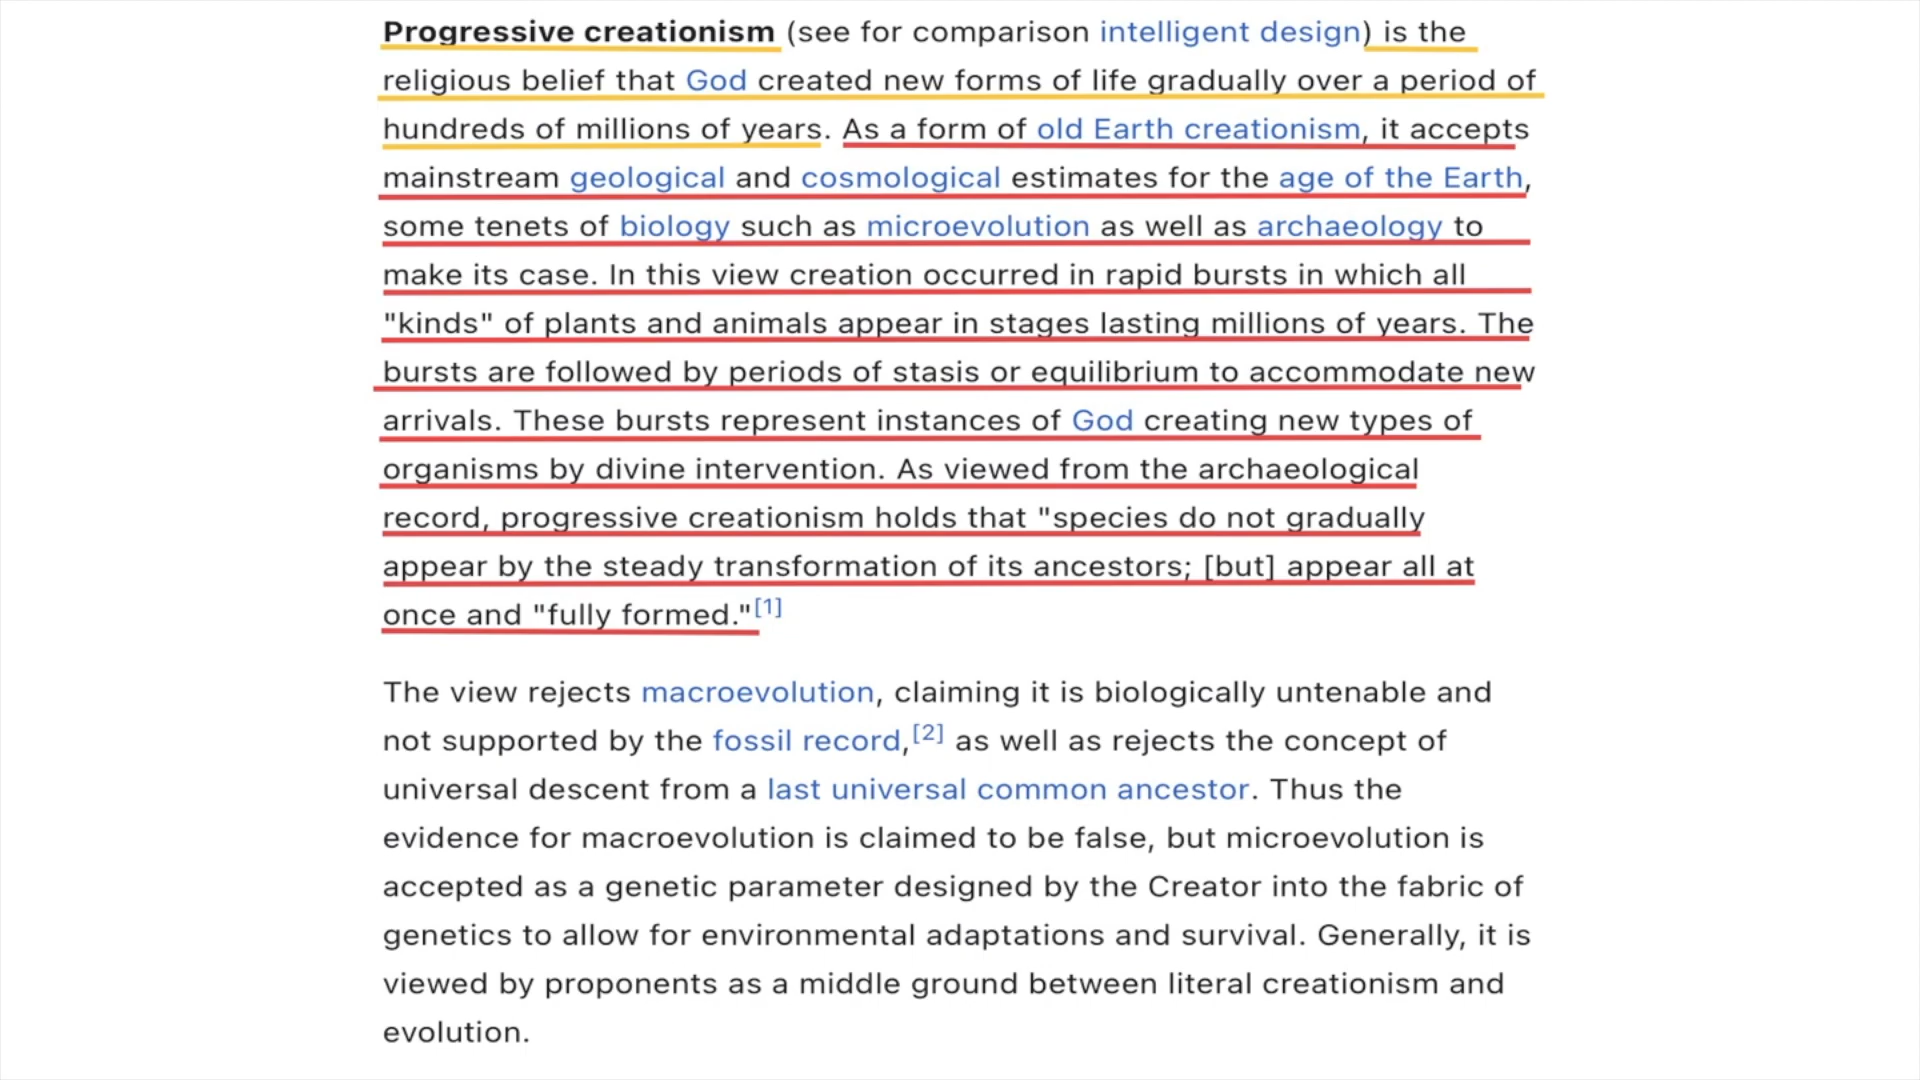 Progressive creationism (see for comparison intelligent design) is the
religious belief that God created new forms of life gradually over a period of
hundreds of millions of years. As a form of old Earth creationism, it accepts
mainstream geological and cosmological estimates for the age of the Earth,
some tenets of biology such as microevolution as well as archaeology to
make its case. In this view creation occurred in rapid bursts in which all
"kinds" of plants and animals appear in stages lasting millions of years. The
bursts are followed by periods of stasis or equilibrium to accommodate new
arrivals. These bursts represent instances of God creating new types of
organisms by divine intervention. As viewed from the archaeological
record, progressive creationism holds that "species do not gradually
appear by the steady transformation of its ancestors; [but] appear all at
once and "fully formed."[1]
The view rejects macroevolution, claiming it is biologically untenable and
not supported by the fossil record,[2] as well as rejects the concept of
universal descent from a last universal common ancestor. Thus the
evidence for macroevolution is claimed to be false, but microevolution is
accepted as a genetic parameter designed by the Creator into the fabric of
genetics to allow for environmental adaptations and survival. Generally, it is
viewed by proponents as a middle ground between literal creationism and
evolution.